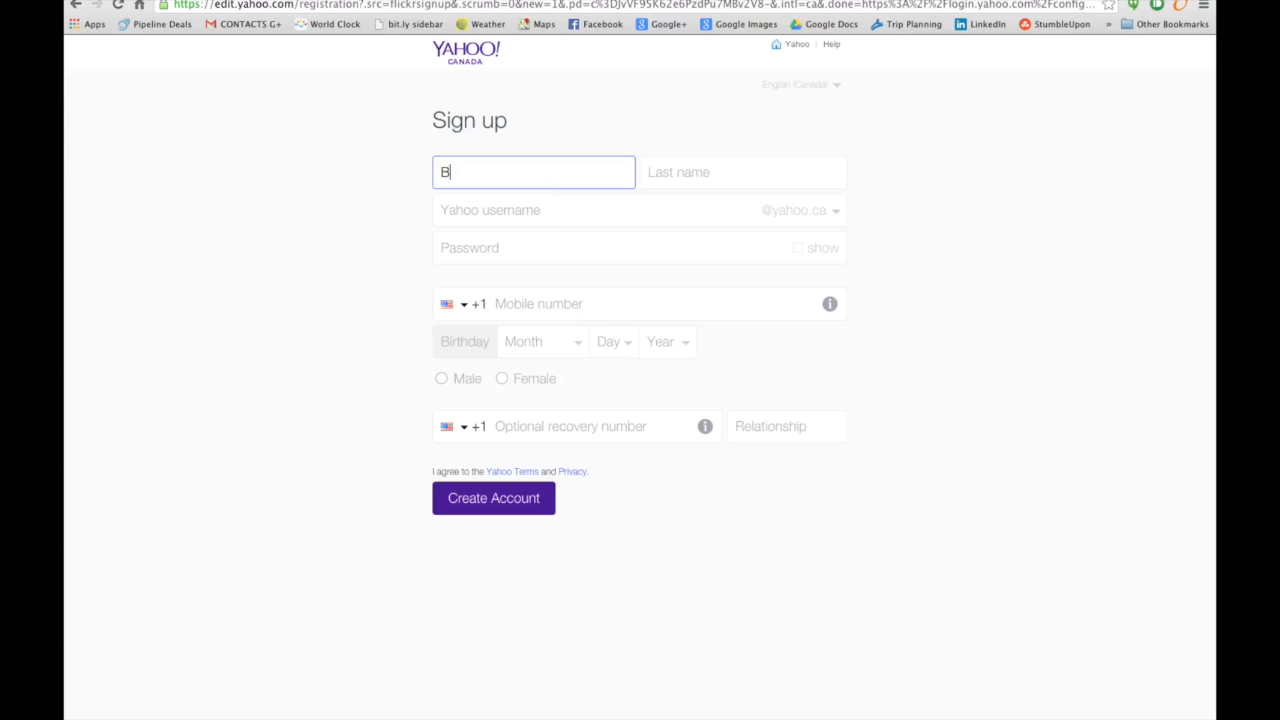 https://edit.yahoo.com/registration?.src=flickrsignup&.scrumb=0&new=1&.pd=c%3DJvVF95K62e6PzdPu7MBv2V8-&.intl=ca&.done=https%3A%2F%2Flogin.yahoo.com%2Fconfig...
Apps Pipeline Deals CONTACTS G+ World Clock bit.ly sidebar Weather Maps Facebook Google+ Google Images Google Docs Trip Planning LinkedIn StumbleUpon » Other Bookmarks
YAHOO!
CANADA
Yahoo | Help
English (Canada)
Sign up
B Last name
Yahoo username @yahoo.ca
Password show
+1 Mobile number
Birthday Month Day Year
Male Female
+1 Optional recovery number Relationship
I agree to the Yahoo Terms and Privacy.
Create Account